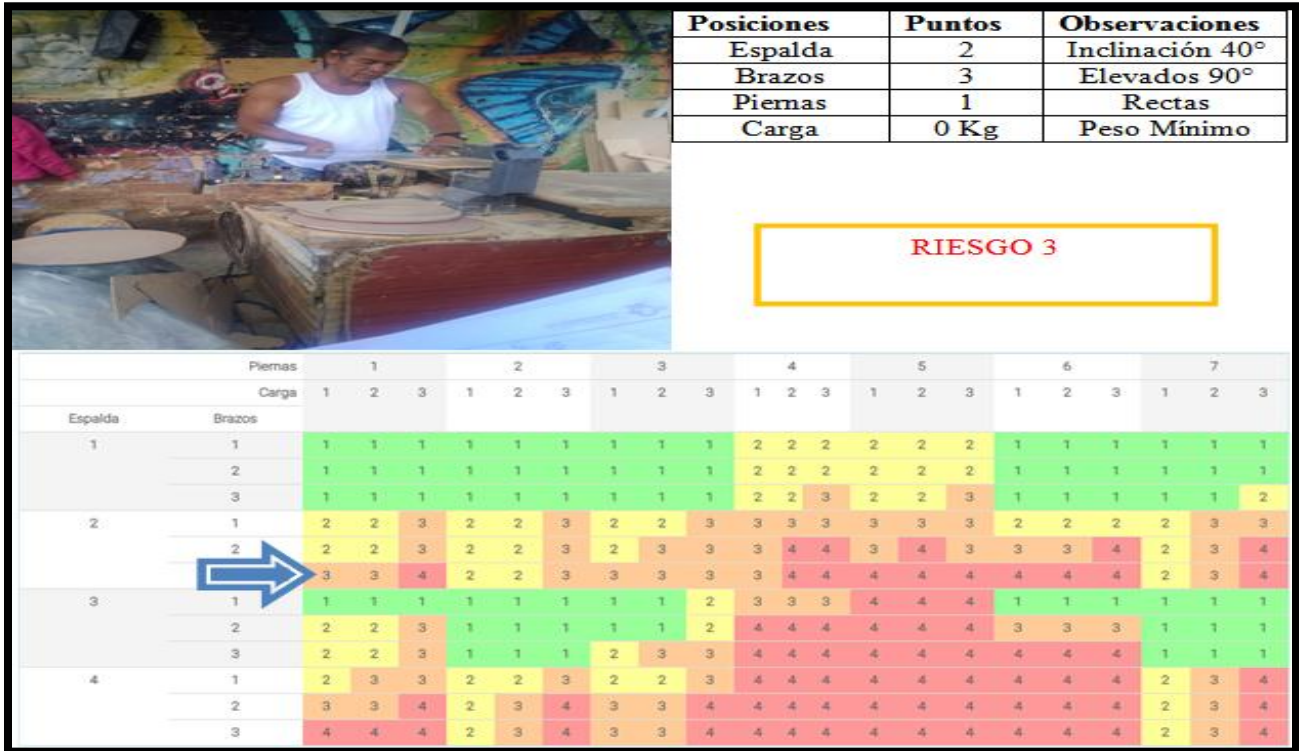 Posiciones Puntos Observaciones
Espalda 2 Inclinación 40°
Brazos 3 Elevados 90°
Piernas 1 Rectas
Carga 0 Kg Peso Mínimo
RIESGO 3
Piernas 1 2 3 4 5 6 7
Carga 1 2 3 1 2 3 1 2 3 1 2 3 1 2 3 1 2 3 1 2 3
Espalda Brazos
1 1 1 1 1 1 1 1 1 1 1 2 2 2 2 2 2 1 1 1 1 1 1
2 1 1 1 1 1 1 1 1 1 2 2 2 2 2 2 1 1 1 1 1 1
3 1 1 1 1 1 1 1 1 1 2 2 3 2 2 3 1 1 1 1 1 2
2 1 2 2 3 2 2 3 2 2 3 3 3 3 3 3 3 2 2 2 2 3 3
2 2 2 3 2 2 3 2 3 3 3 4 4 3 4 3 3 3 4 2 3 4
3 3 3 4 2 2 3 3 3 3 3 4 4 4 4 4 4 4 4 2 3 4
3 1 1 1 1 1 1 1 1 1 2 3 3 3 4 4 4 1 1 1 1 1 1
2 2 2 3 1 1 1 1 1 2 4 4 4 4 4 4 3 3 3 1 1 1
3 2 2 3 1 1 1 2 3 3 4 4 4 4 4 4 4 4 4 1 1 1
4 1 2 3 3 2 2 3 2 2 3 4 4 4 4 4 4 4 4 4 2 3 4
2 3 3 4 2 3 4 3 3 4 4 4 4 4 4 4 4 4 4 2 3 4
3 4 4 4 2 3 4 3 3 4 4 4 4 4 4 4 4 4 4 2 3 4